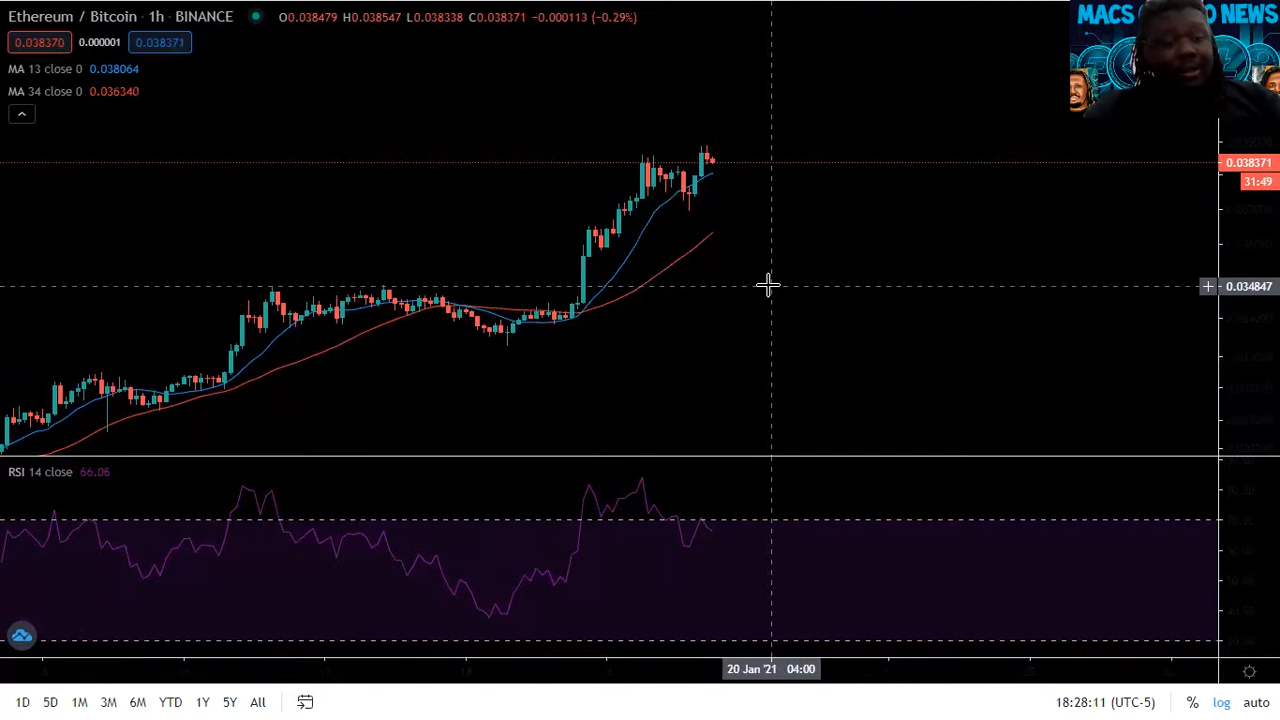 Ethereum / Bitcoin · 1h · BINANCE O0.038479 H0.038547 L0.038338 C0.038371 −0.000113 (−0.29%)
0.038370 0.000001 0.038371
MA 13 close 0 0.038064
MA 34 close 0 0.036340
MACS NEWS
0.038371
31:49
0.034847
RSI 14 close 66.06
20 Jan '21 04:00
1D 5D 1M 3M 6M YTD 1Y 5Y All
18:28:11 (UTC-5) % log auto